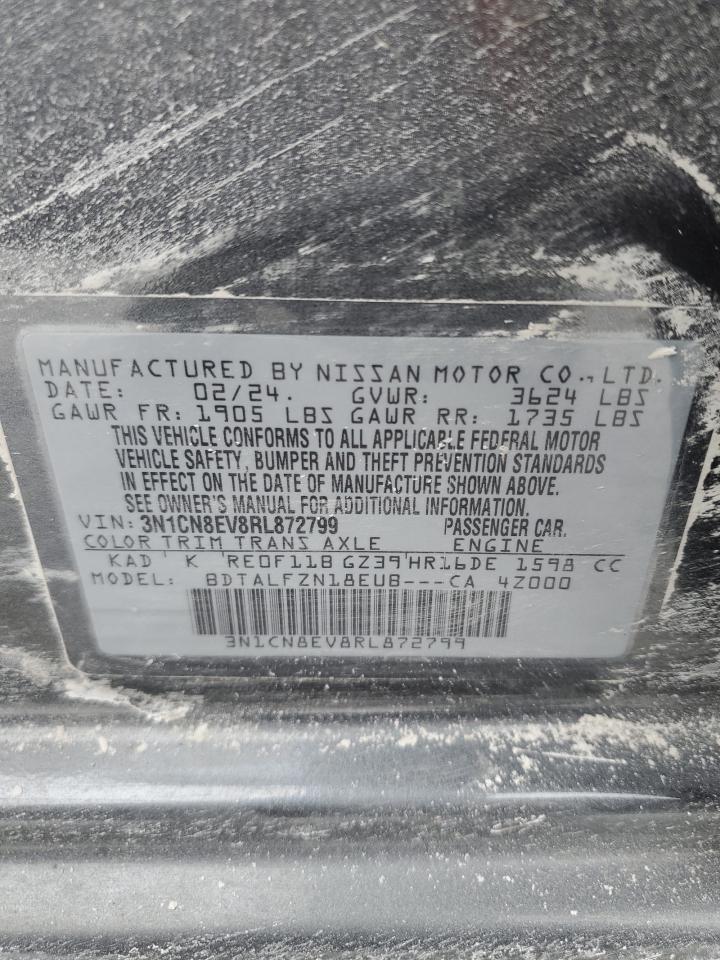 MANUFACTURED BY NISSAN MOTOR CO., LTD.
DATE: 02/24. GVWR: 3624 LBS
GAWR FR: 1905 LBS GAWR RR: 1735 LBS
THIS VEHICLE CONFORMS TO ALL APPLICABLE FEDERAL MOTOR
VEHICLE SAFETY, BUMPER AND THEFT PREVENTION STANDARDS
IN EFFECT ON THE DATE OF MANUFACTURE SHOWN ABOVE.
SEE OWNER'S MANUAL FOR ADDITIONAL INFORMATION.
VIN: 3N1CN8EV8RL872799 PASSENGER CAR.
COLOR TRIM TRANS AXLE ENGINE
KAD ' K 'RE0F11B GZ39'HR16DE 1598 CC
MODEL: BDTALFZN18EUB---CA 4Z000
3N1CN8EV8RL872799